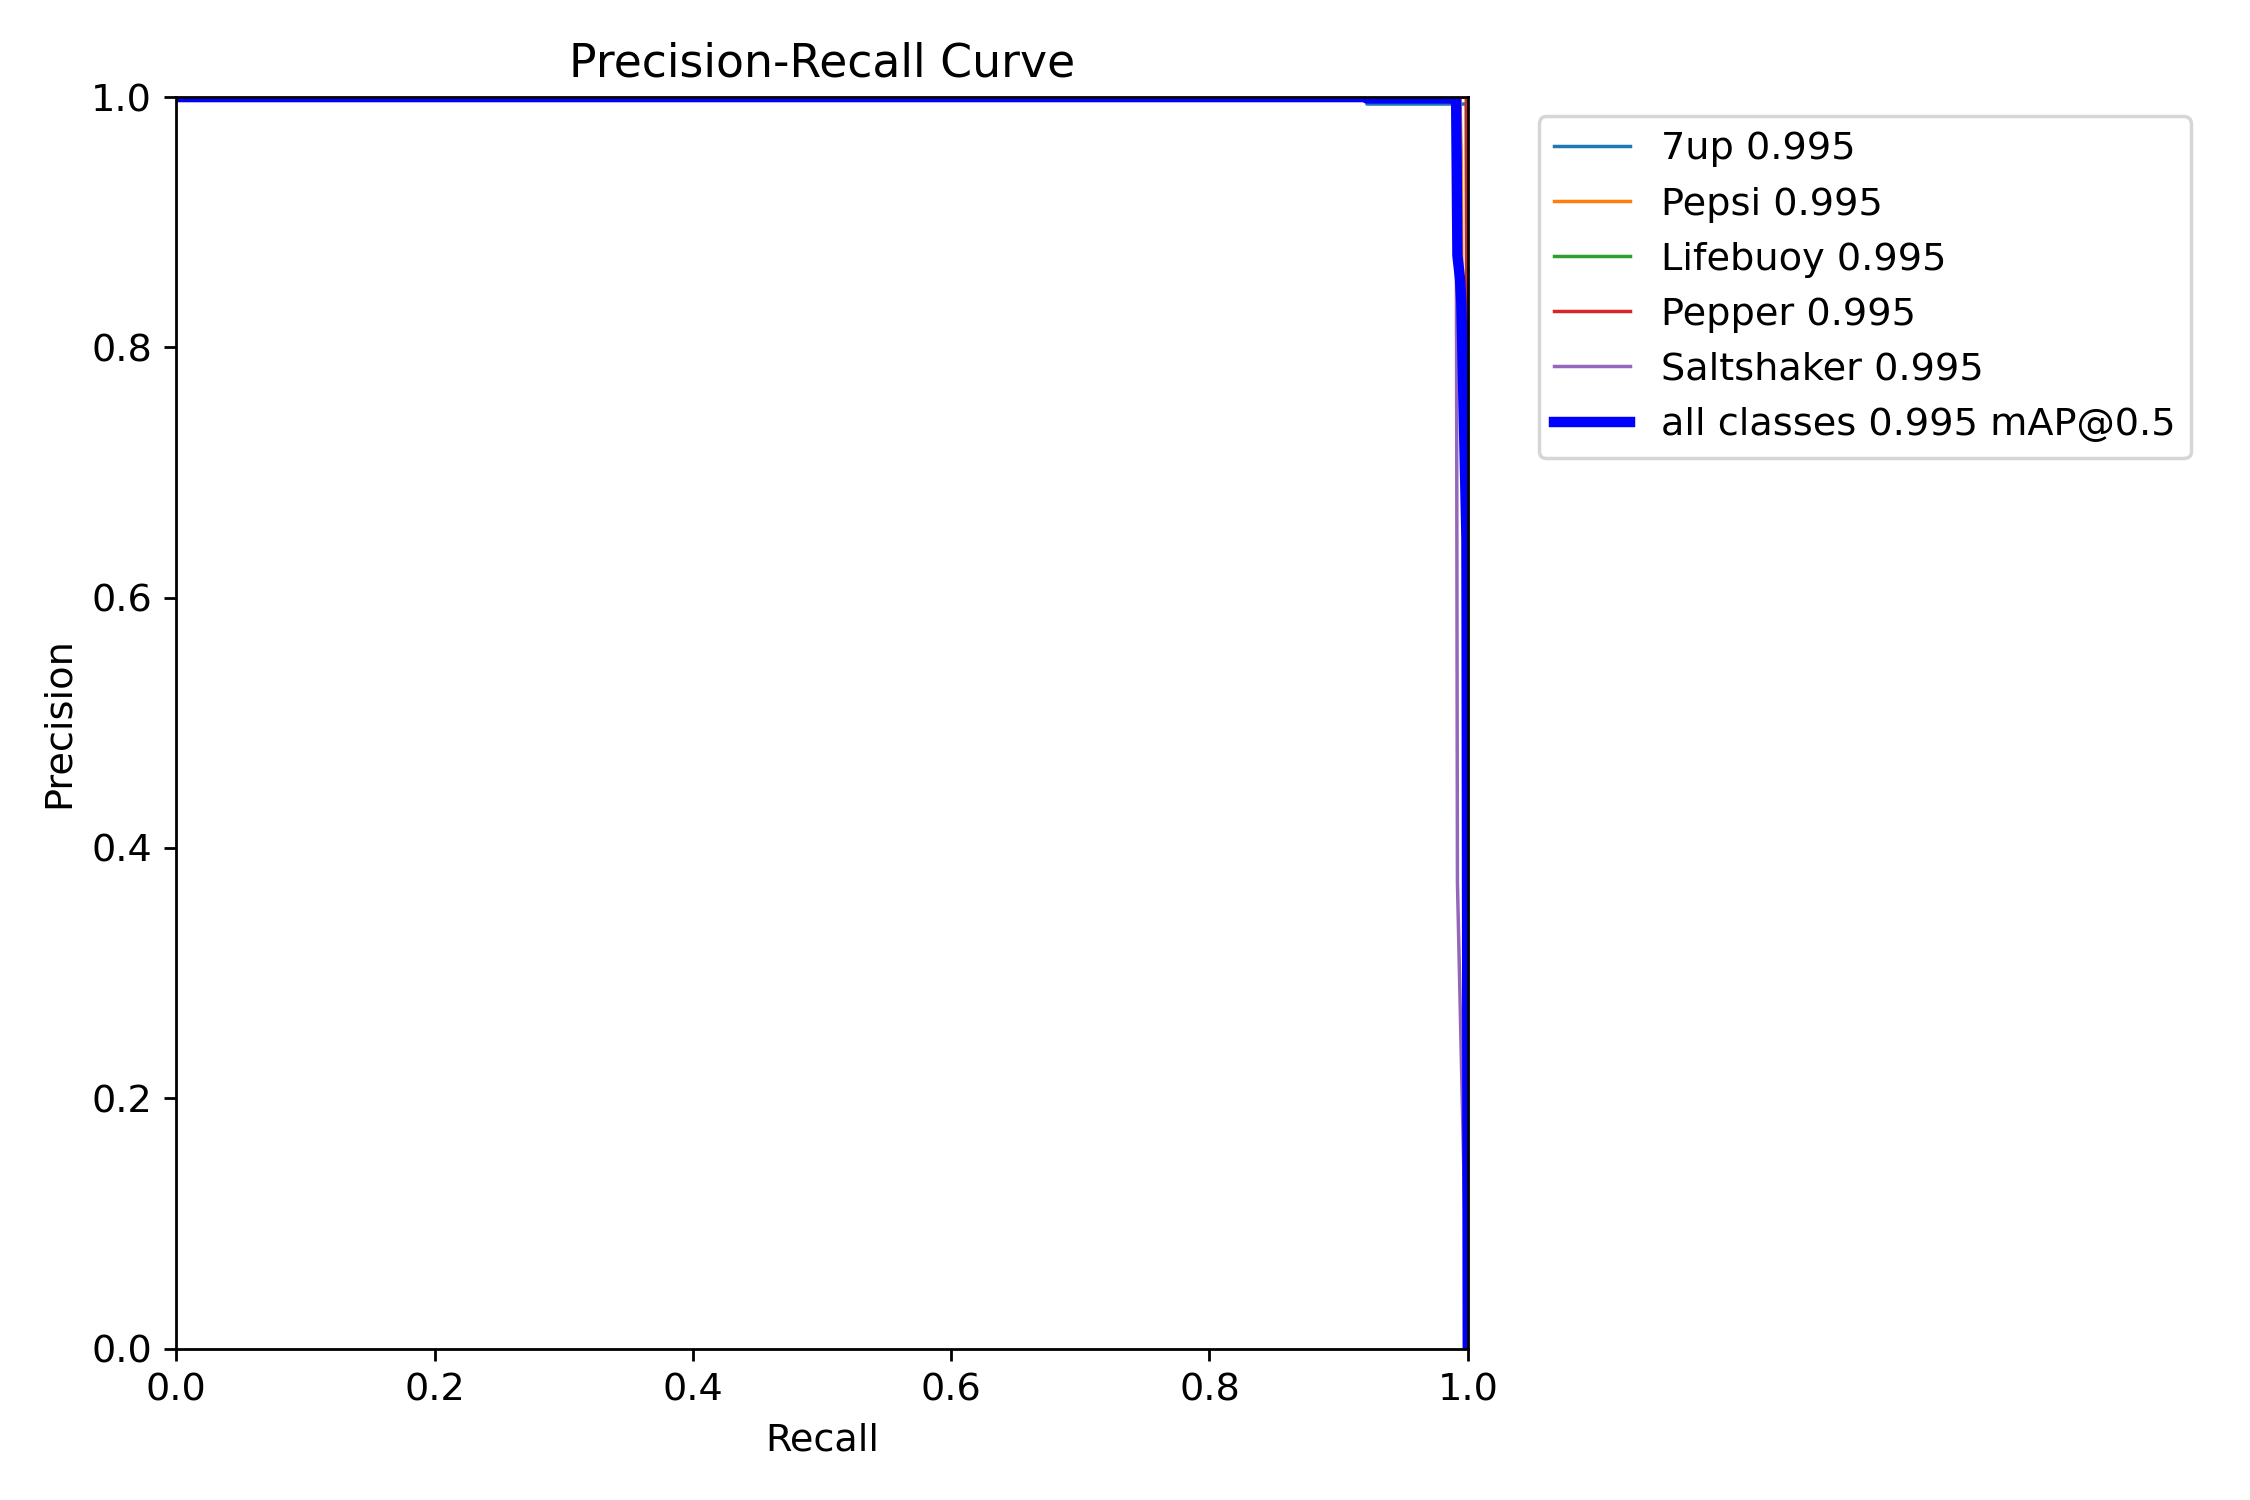 Precision-Recall Curve
1.0
0.8
0.6
0.4
0.2
0.0
Precision
0.0 0.2 0.4 0.6 0.8 1.0
Recall
7up 0.995
Pepsi 0.995
Lifebuoy 0.995
Pepper 0.995
Saltshaker 0.995
all classes 0.995 mAP@0.5